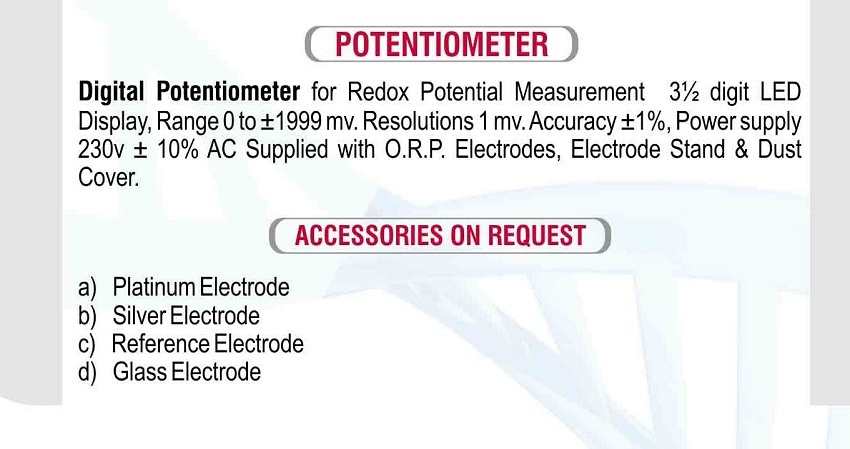 POTENTIOMETER
Digital Potentiometer for Redox Potential Measurement 3½ digit LED
Display, Range 0 to ±1999 mv. Resolutions 1 mv. Accuracy ±1%, Power supply
230v ± 10% AC Supplied with O.R.P. Electrodes, Electrode Stand & Dust
Cover.
ACCESSORIES ON REQUEST
a) Platinum Electrode
b) Silver Electrode
c) Reference Electrode
d) Glass Electrode